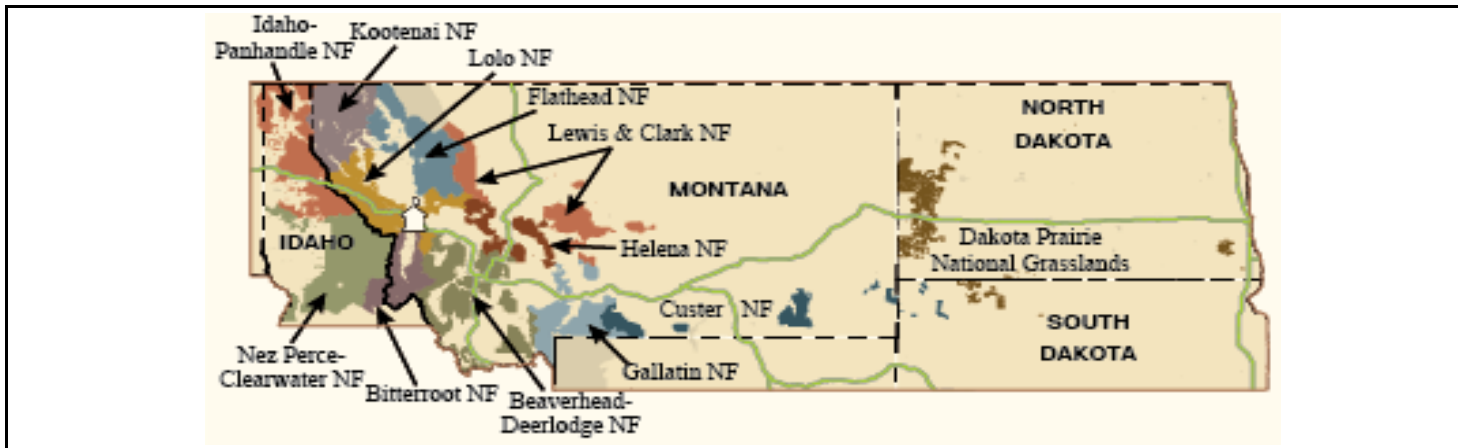 Idaho-
Panhandle NF
Kootenai NF
Lolo NF
Flathead NF
Lewis & Clark NF
NORTH
DAKOTA
MONTANA
IDAHO
Helena NF
Dakota Prairie
National Grasslands
Custer NF
SOUTH
DAKOTA
Nez Perce-
Clearwater NF
Bitterroot NF
Gallatin NF
Beaverhead-
Deerlodge NF